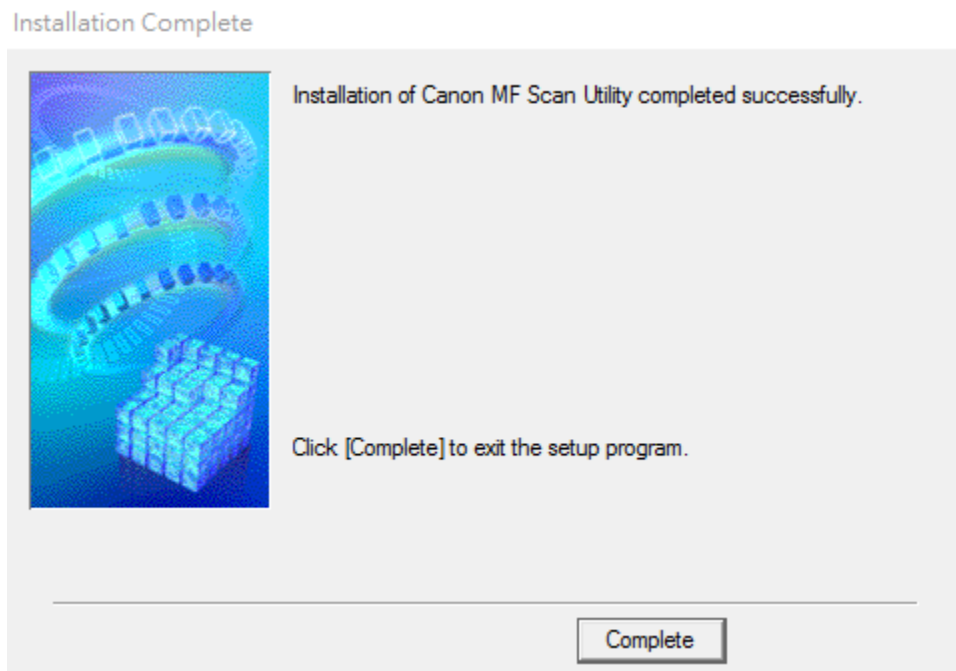 Installation Complete
Installation of Canon MF Scan Utility completed successfully.
Click [Complete] to exit the setup program.
Complete